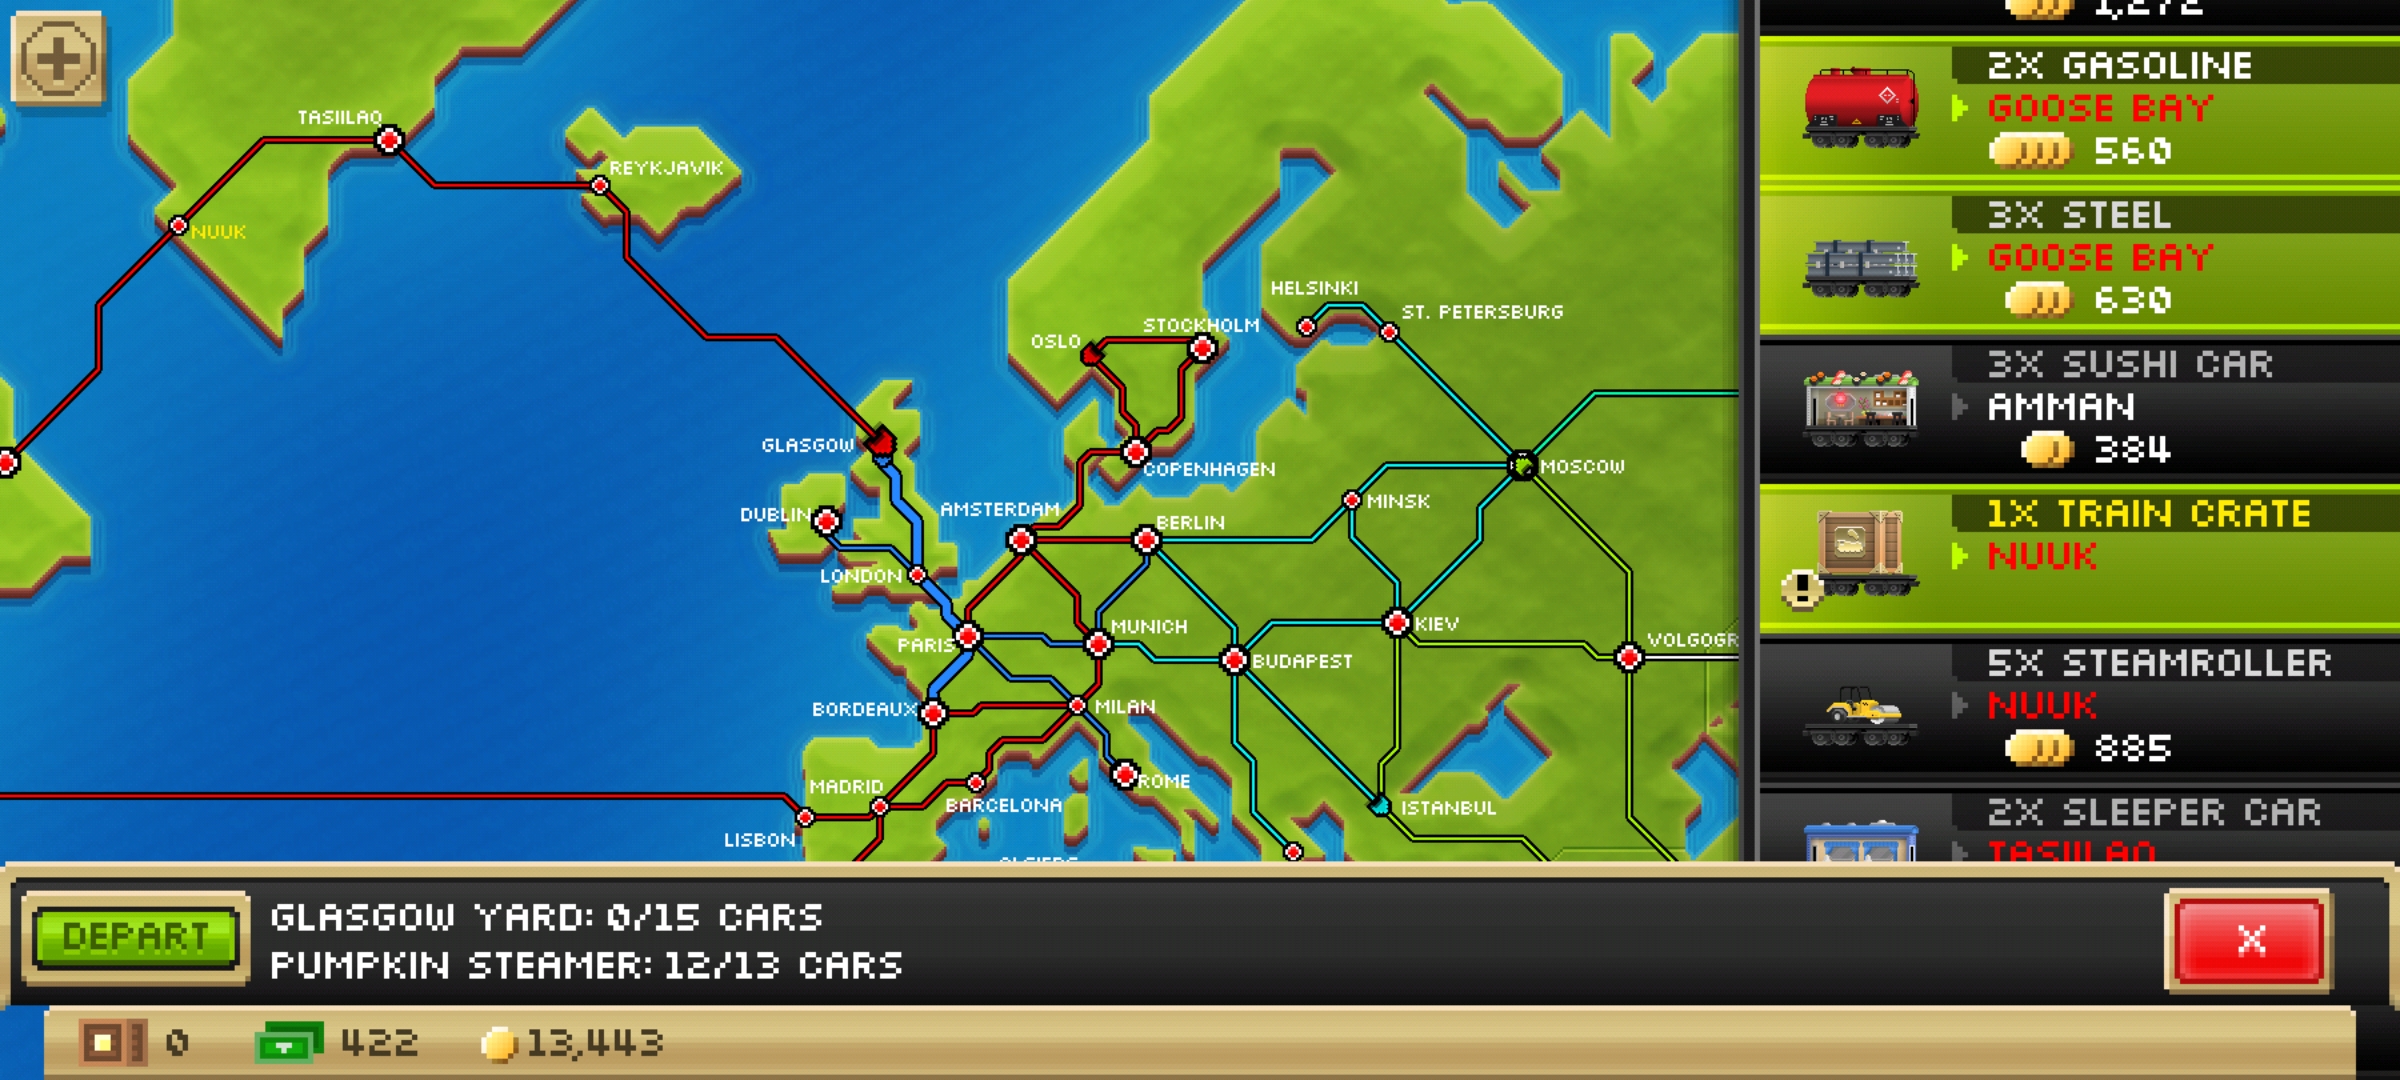 TASIILAQ
REYKJAVIK
NUUK
HELSINKI
ST. PETERSBURG
STOCKHOLM
OSLO
GLASGOW
COPENHAGEN
MOSCOW
MINSK
DUBLIN
AMSTERDAM
BERLIN
LONDON
PARIS
MUNICH
KIEV
VOLGOGR
BUDAPEST
BORDEAUX
MILAN
MADRID
BARCELONA
ROME
ISTANBUL
LISBON
1,272
2X GASOLINE
GOOSE BAY
560
3X STEEL
GOOSE BAY
630
3X SUSHI CAR
AMMAN
384
1X TRAIN CRATE
NUUK
5X STEAMROLLER
NUUK
885
2X SLEEPER CAR
TASIILAQ
DEPART
GLASGOW YARD: 0/15 CARS
PUMPKIN STEAMER: 12/13 CARS
X
0
422
13,443